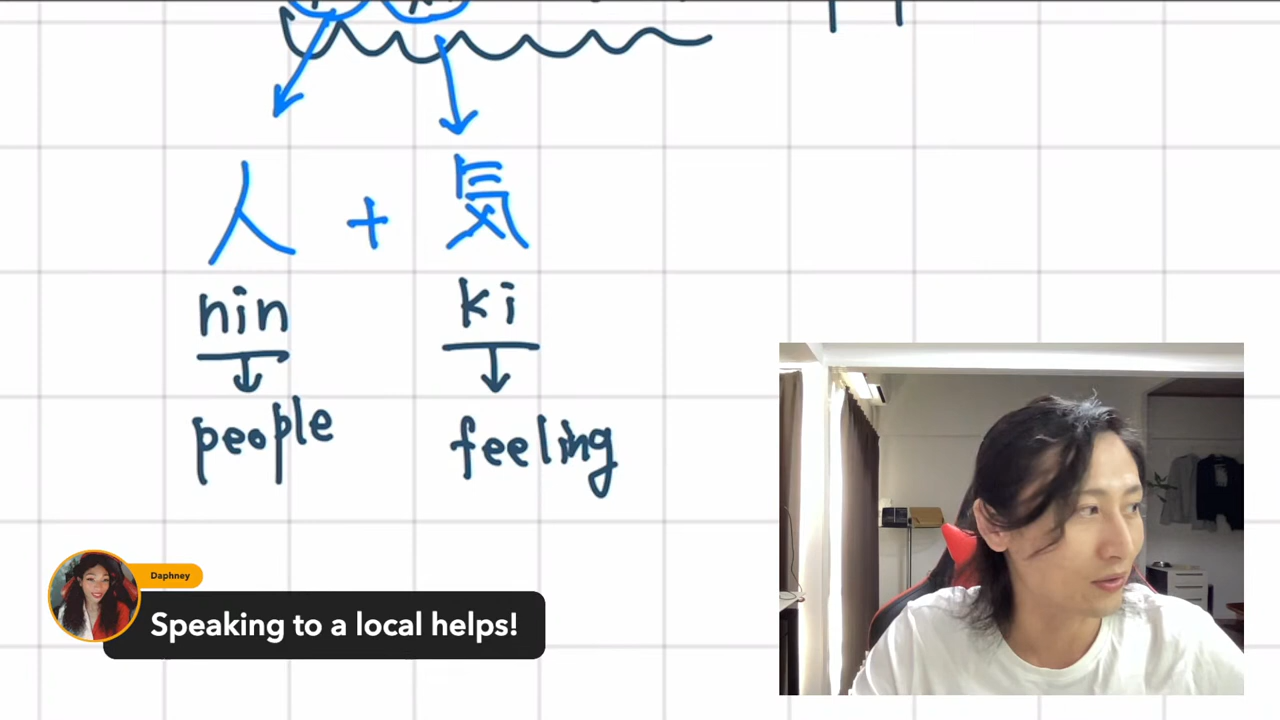 人 + 気
nin ki
people feeling
Daphney
Speaking to a local helps!